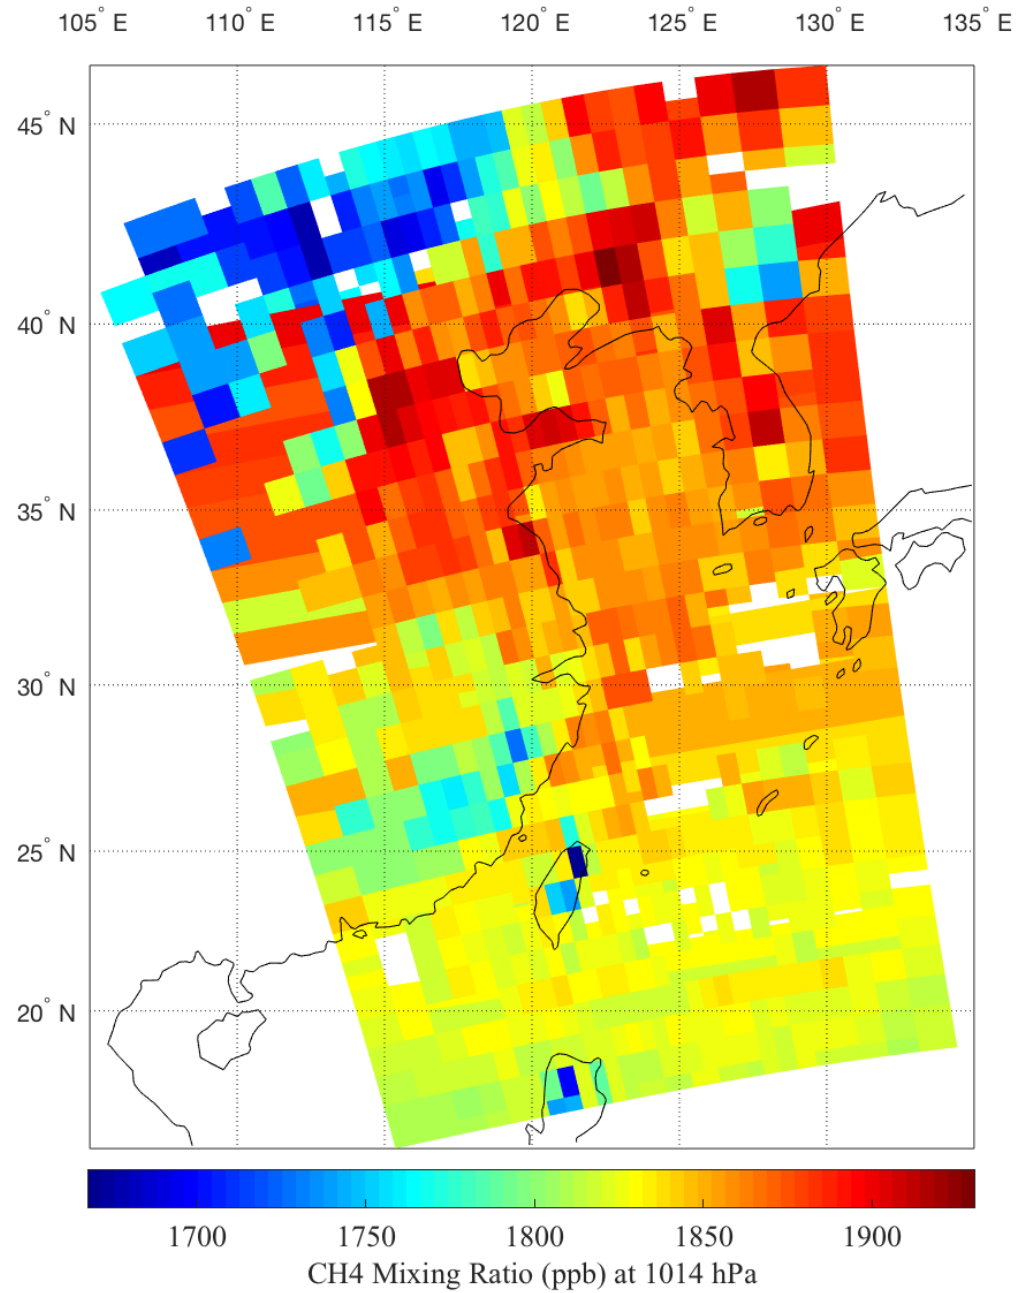 105° E 110° E 115° E 120° E 125° E 130° E 135° E
45° N
40° N
35° N
30° N
25° N
20° N
1700 1750 1800 1850 1900
CH4 Mixing Ratio (ppb) at 1014 hPa